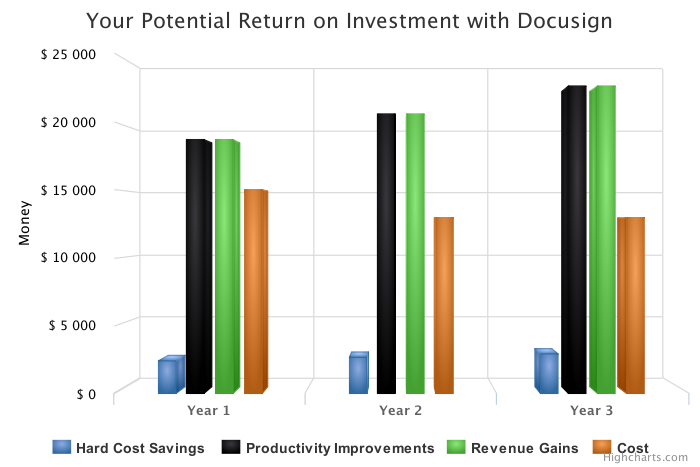 Your Potential Return on Investment with Docusign
$ 25 000
$ 20 000
$ 15 000
$ 10 000
$ 5 000
$ 0
Money
Year 1
Year 2
Year 3
Hard Cost Savings
Productivity Improvements
Revenue Gains
Cost
Highcharts.com